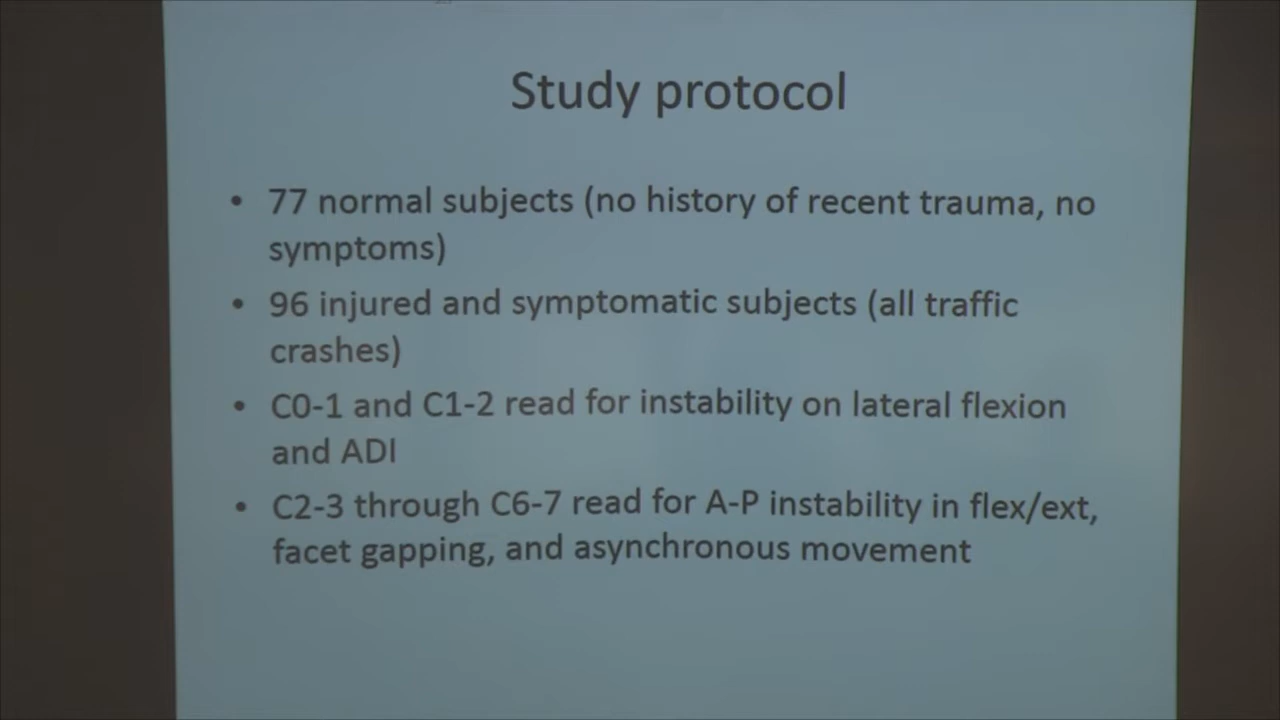 Study protocol
• 77 normal subjects (no history of recent trauma, no
symptoms)
• 96 injured and symptomatic subjects (all traffic
crashes)
• C0-1 and C1-2 read for instability on lateral flexion
and ADI
• C2-3 through C6-7 read for A-P instability in flex/ext,
facet gapping, and asynchronous movement